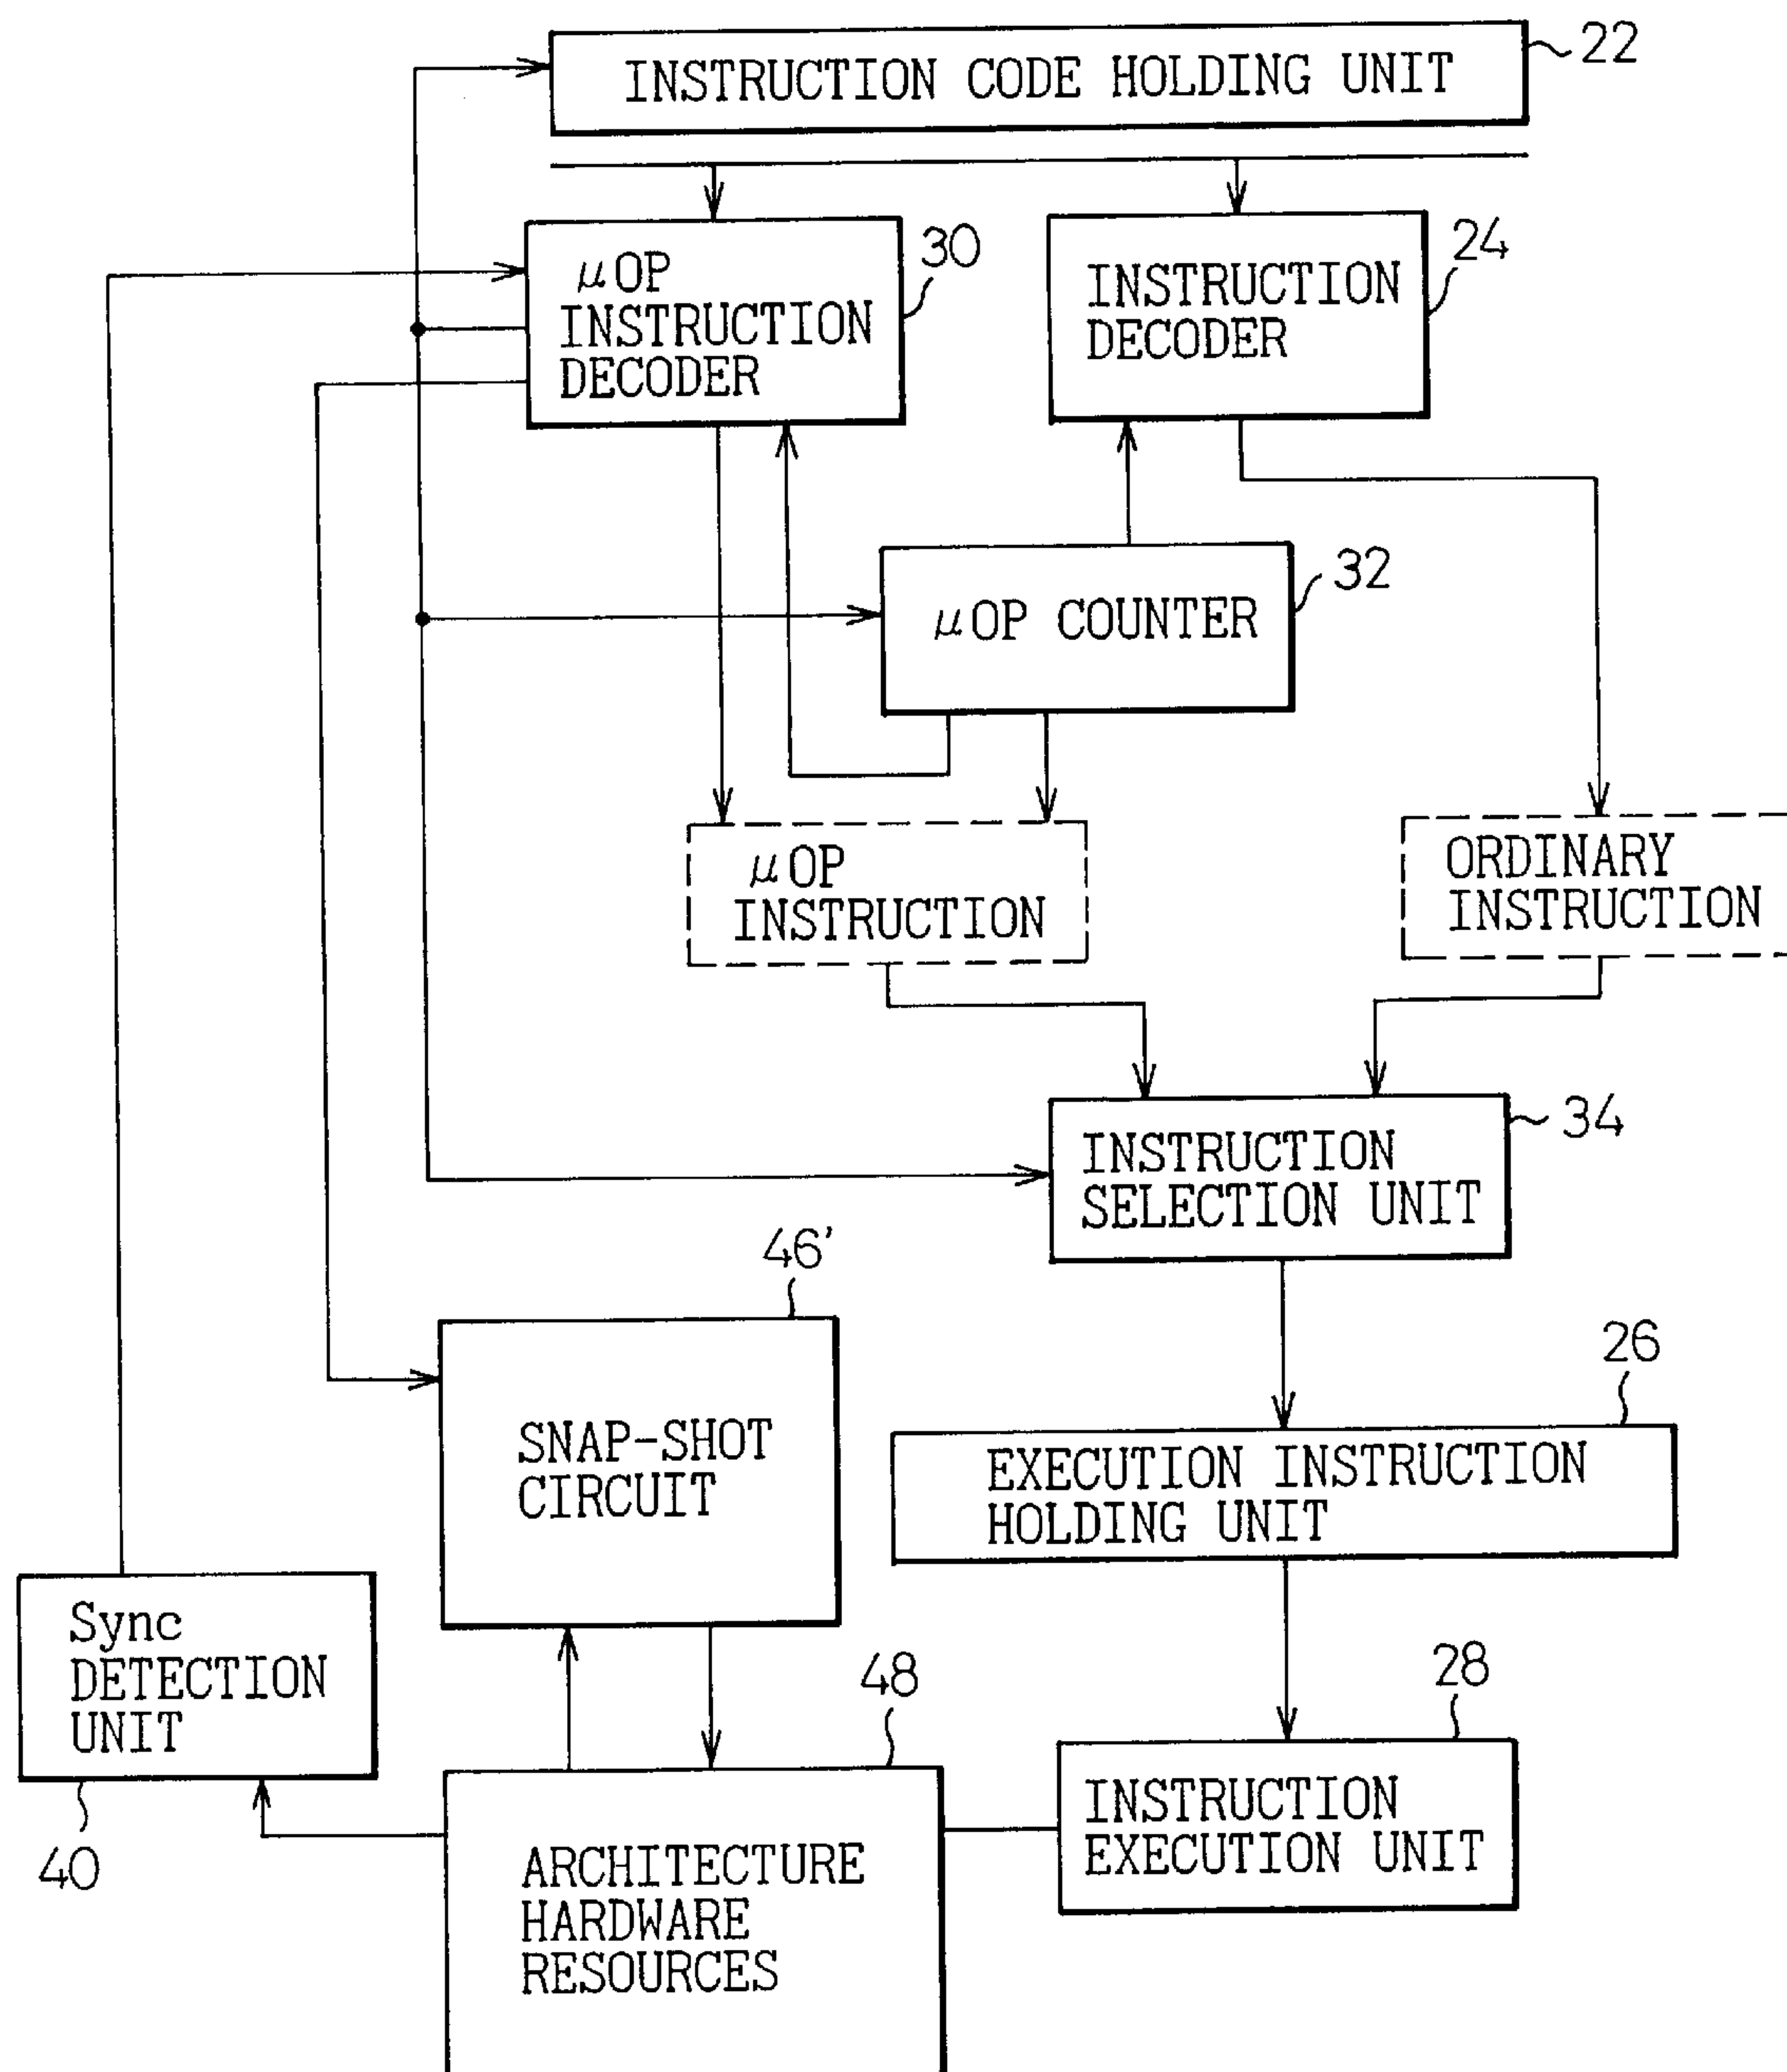 22
INSTRUCTION CODE HOLDING UNIT
30
μOP
INSTRUCTION
DECODER
24
INSTRUCTION
DECODER
32
μOP COUNTER
μOP
INSTRUCTION
ORDINARY
INSTRUCTION
34
INSTRUCTION
SELECTION UNIT
46’
SNAP-SHOT
CIRCUIT
26
EXECUTION INSTRUCTION
HOLDING UNIT
Sync
DETECTION
UNIT
40
48
ARCHITECTURE
HARDWARE
RESOURCES
28
INSTRUCTION
EXECUTION UNIT